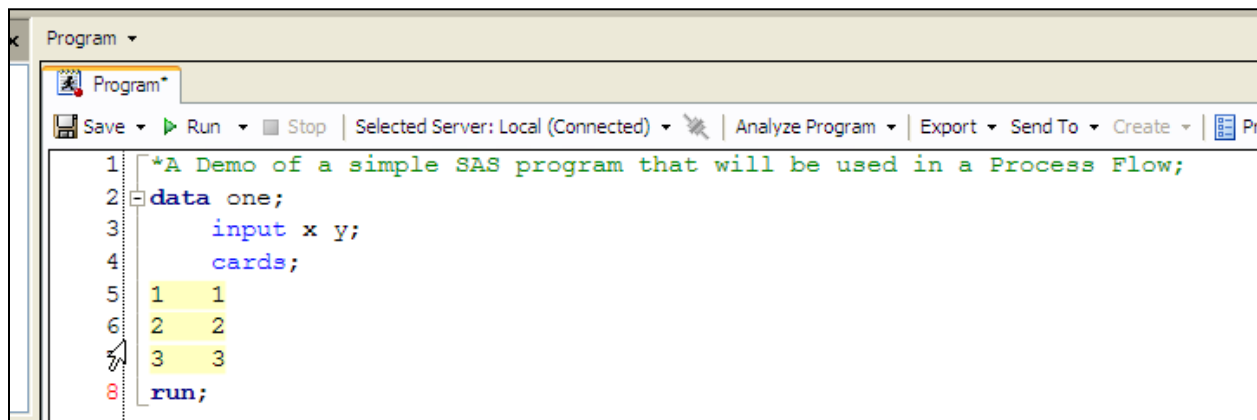 x Program
Program*
Save Run Stop Selected Server: Local (Connected) Analyze Program Export Send To Create
1 *A Demo of a simple SAS program that will be used in a Process Flow;
2 data one;
3 input x y;
4 cards;
5 1 1
6 2 2
3 3
8 run;